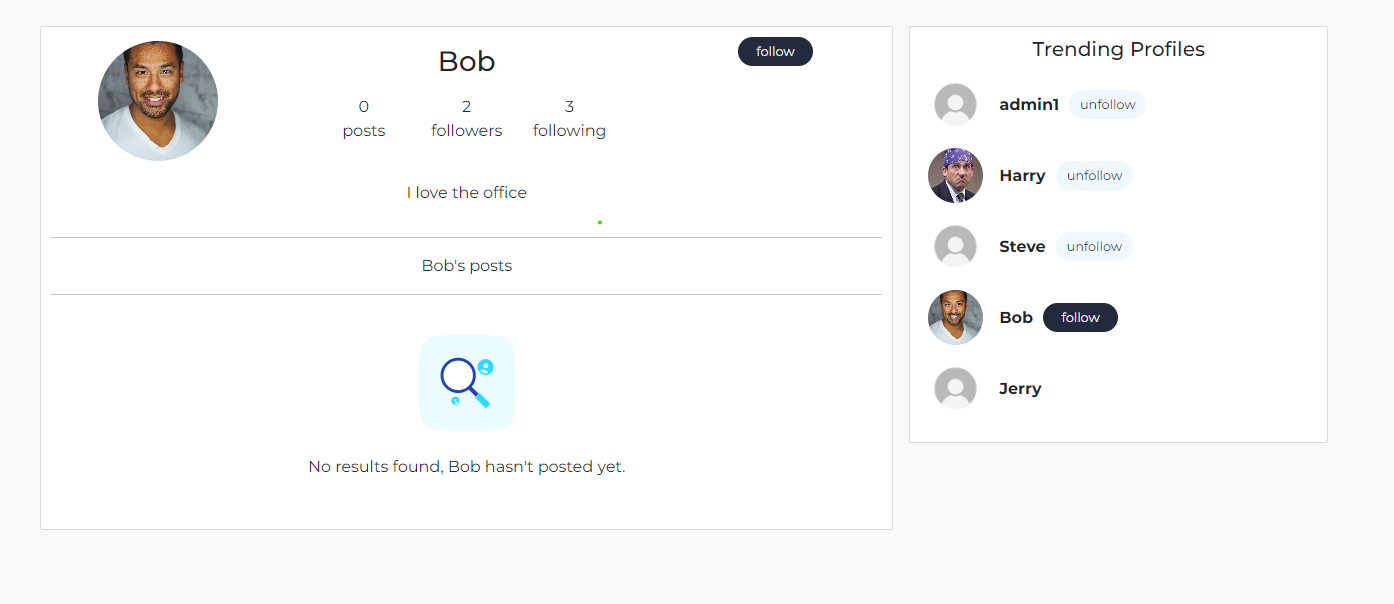 Bob
follow
0 2 3
posts followers following
I love the office
Bob's posts
No results found, Bob hasn't posted yet.
Trending Profiles
admin1 unfollow
Harry unfollow
Steve unfollow
Bob follow
Jerry